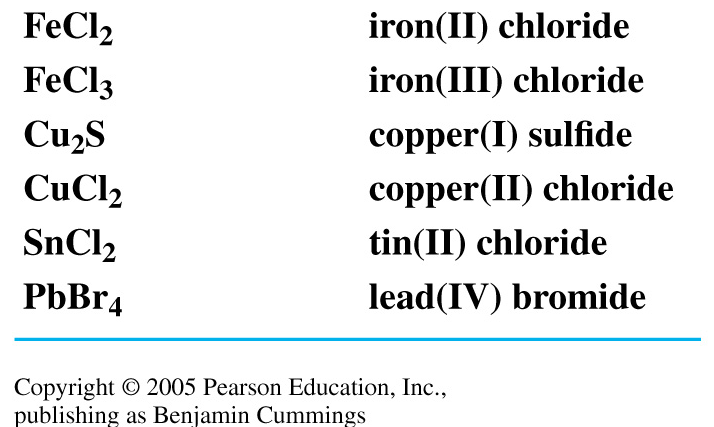 FeCl₂ iron(II) chloride
FeCl₃ iron(III) chloride
Cu₂S copper(I) sulfide
CuCl₂ copper(II) chloride
SnCl₂ tin(II) chloride
PbBr₄ lead(IV) bromide
Copyright © 2005 Pearson Education, Inc.,
publishing as Benjamin Cummings